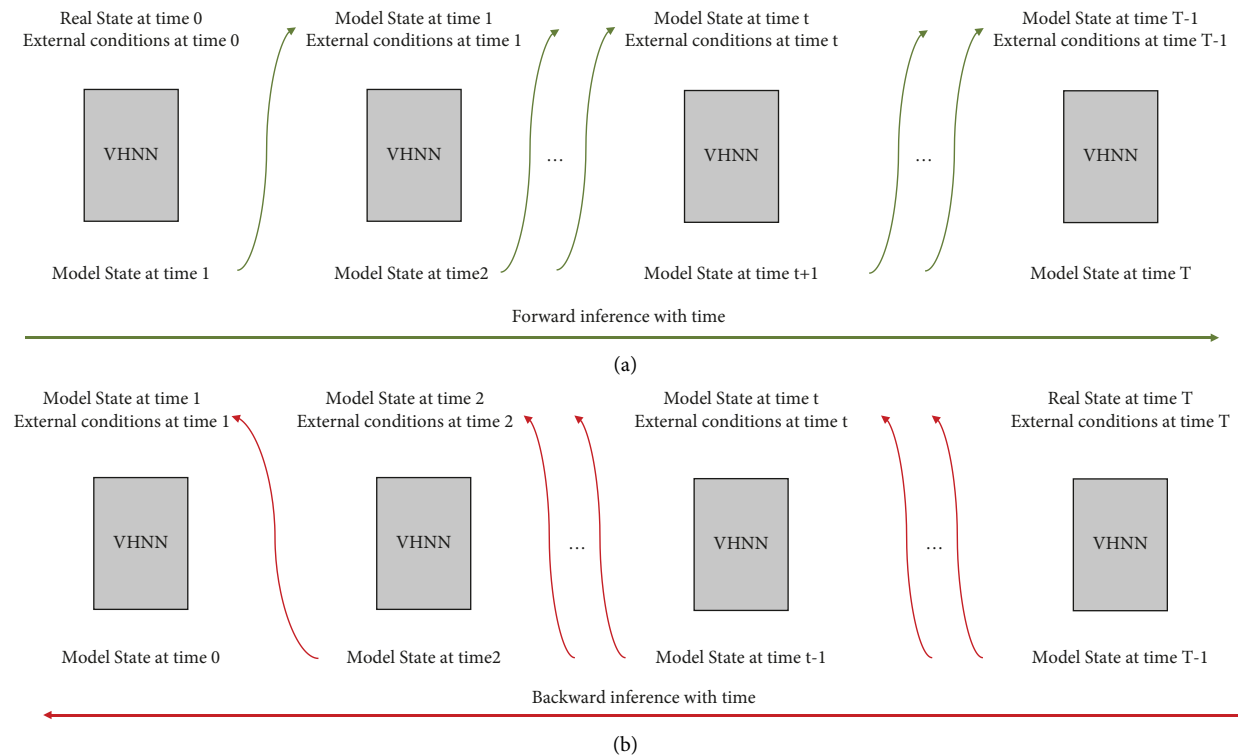 Real State at time 0
External conditions at time 0
Model State at time 1
External conditions at time 1
Model State at time t
External conditions at time t
Model State at time T-1
External conditions at time T-1
VHNN
VHNN
...
VHNN
...
VHNN
Model State at time 1
Model State at time2
Model State at time t+1
Model State at time T
Forward inference with time
(a)
Model State at time 1
External conditions at time 1
Model State at time 2
External conditions at time 2
Model State at time t
External conditions at time t
Real State at time T
External conditions at time T
VHNN
VHNN
...
VHNN
...
VHNN
Model State at time 0
Model State at time2
Model State at time t-1
Model State at time T-1
Backward inference with time
(b)